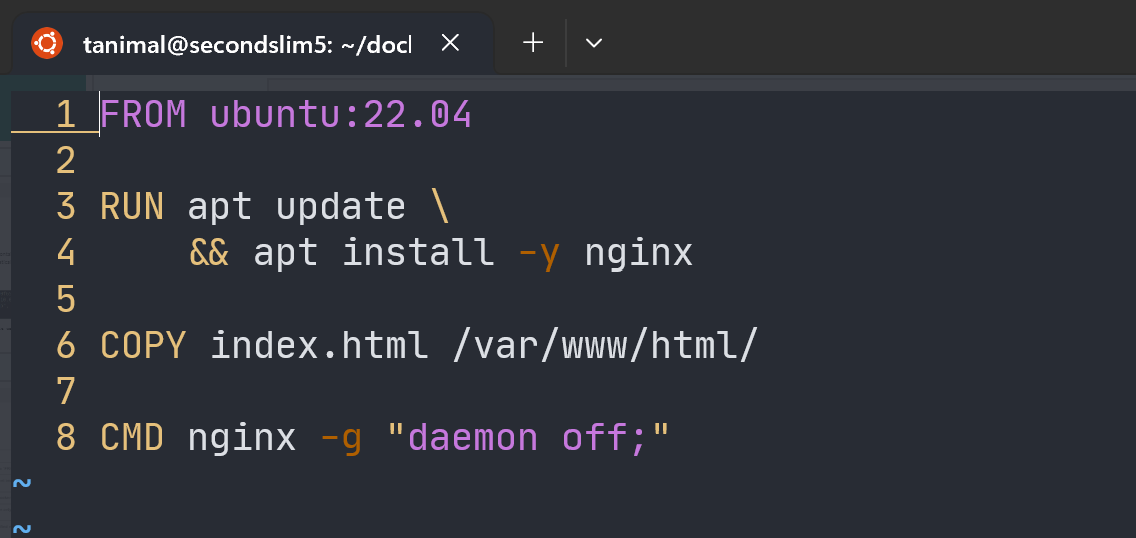 tanimal@secondslim5: ~/docl
1 FROM ubuntu:22.04
2
3 RUN apt update \
4     && apt install -y nginx
5
6 COPY index.html /var/www/html/
7
8 CMD nginx -g "daemon off;"
~
~